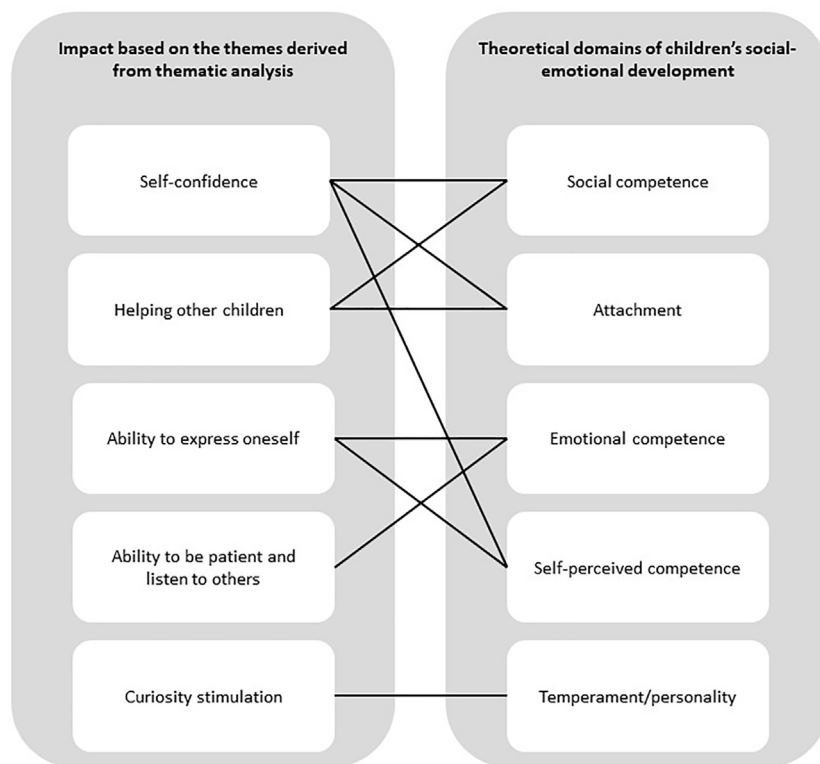 Impact based on the themes derived
from thematic analysis
Self-confidence
Helping other children
Ability to express oneself
Ability to be patient and
listen to others
Curiosity stimulation
Theoretical domains of children’s social-
emotional development
Social competence
Attachment
Emotional competence
Self-perceived competence
Temperament/personality